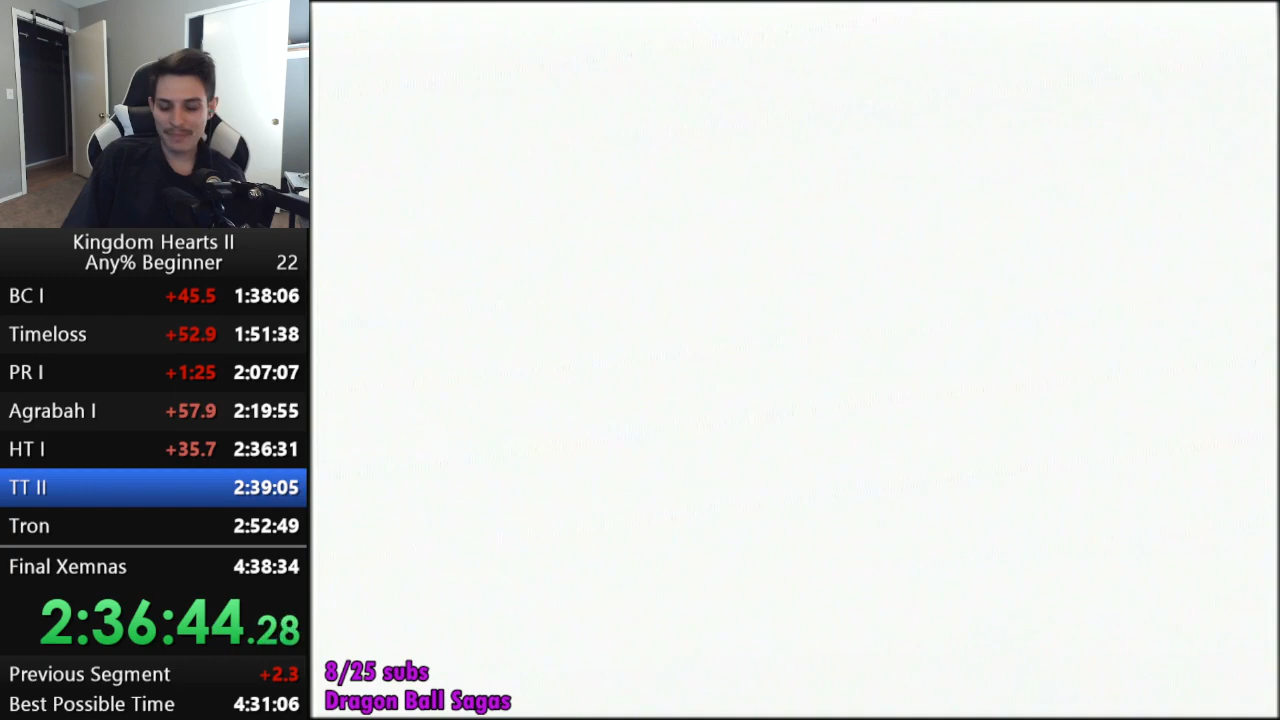 Kingdom Hearts II
Any% Beginner 22
BC I +45.5 1:38:06
Timeloss +52.9 1:51:38
PR I +1:25 2:07:07
Agrabah I +57.9 2:19:55
HT I +35.7 2:36:31
TT II 2:39:05
Tron 2:52:49
Final Xemnas 4:38:34
2:36:44.28
Previous Segment +2.3
Best Possible Time 4:31:06
8/25 subs
Dragon Ball Sagas